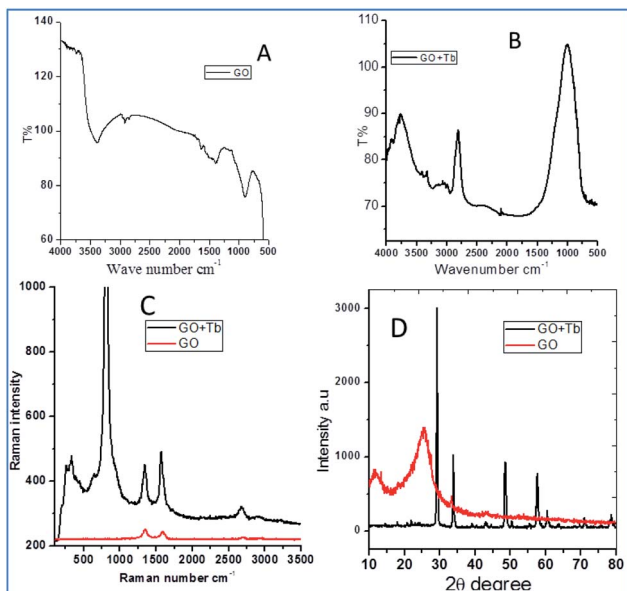 A
GO
T%
140
120
100
80
60
4000 3500 3000 2500 2000 1500 1000 500
Wave number cm-1
B
GO+Tb
T%
110
100
90
80
70
4000 3500 3000 2500 2000 1500 1000 500
Wavenumber cm-1
C
GO+Tb
GO
Raman intensity
1000
800
600
400
200
500 1000 1500 2000 2500 3000 3500
Raman number cm-1
D
GO+Tb
GO
Intensity a.u
3000
2000
1000
0
10 20 30 40 50 60 70 80
2θ degree